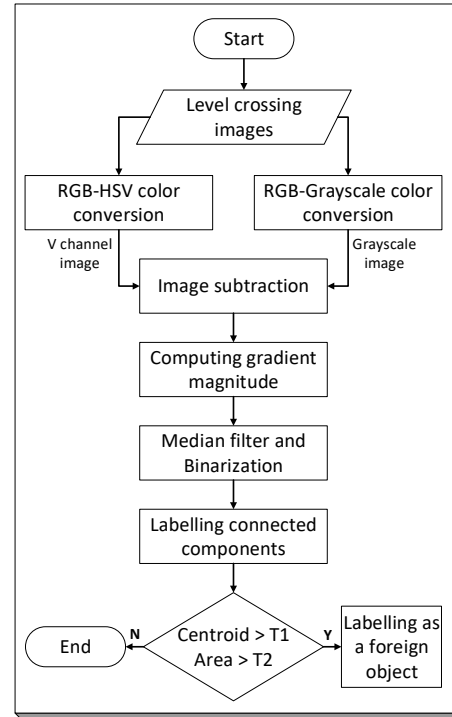 Start
Level crossing
images
RGB-HSV color
conversion
RGB-Grayscale color
conversion
V channel
image
Grayscale
image
Image subtraction
Computing gradient
magnitude
Median filter and
Binarization
Labelling connected
components
Centroid > T1
Area > T2
N
End
Y
Labelling as
a foreign
object